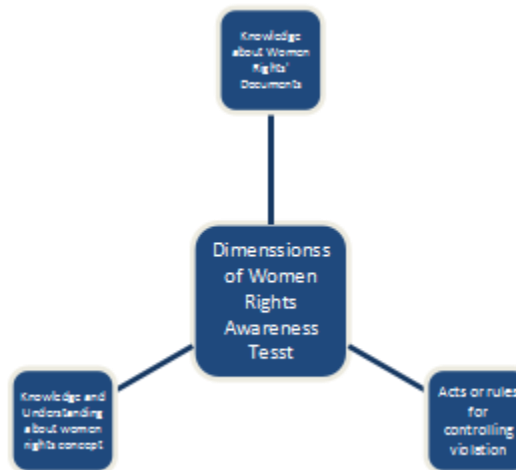 Knowledge
about Women
Rights'
Documents
Dimenssionss
of Women
Rights
Awareness
Tesst
Knowledge and
Understanding
about women
rights concept
Acts or rules
for
controlling
violation